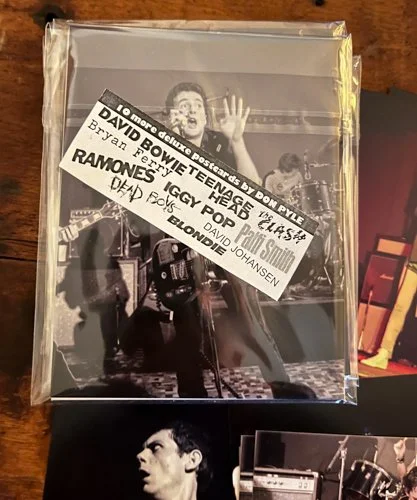 10 more deluxe postcards by DON PYLE
DAVID BOWIE TEENAGE HEAD THE CLASH
Bryan Ferry
RAMONES IGGY POP Patti Smith
DEAD BOYS DAVID JOHANSEN
BLONDIE